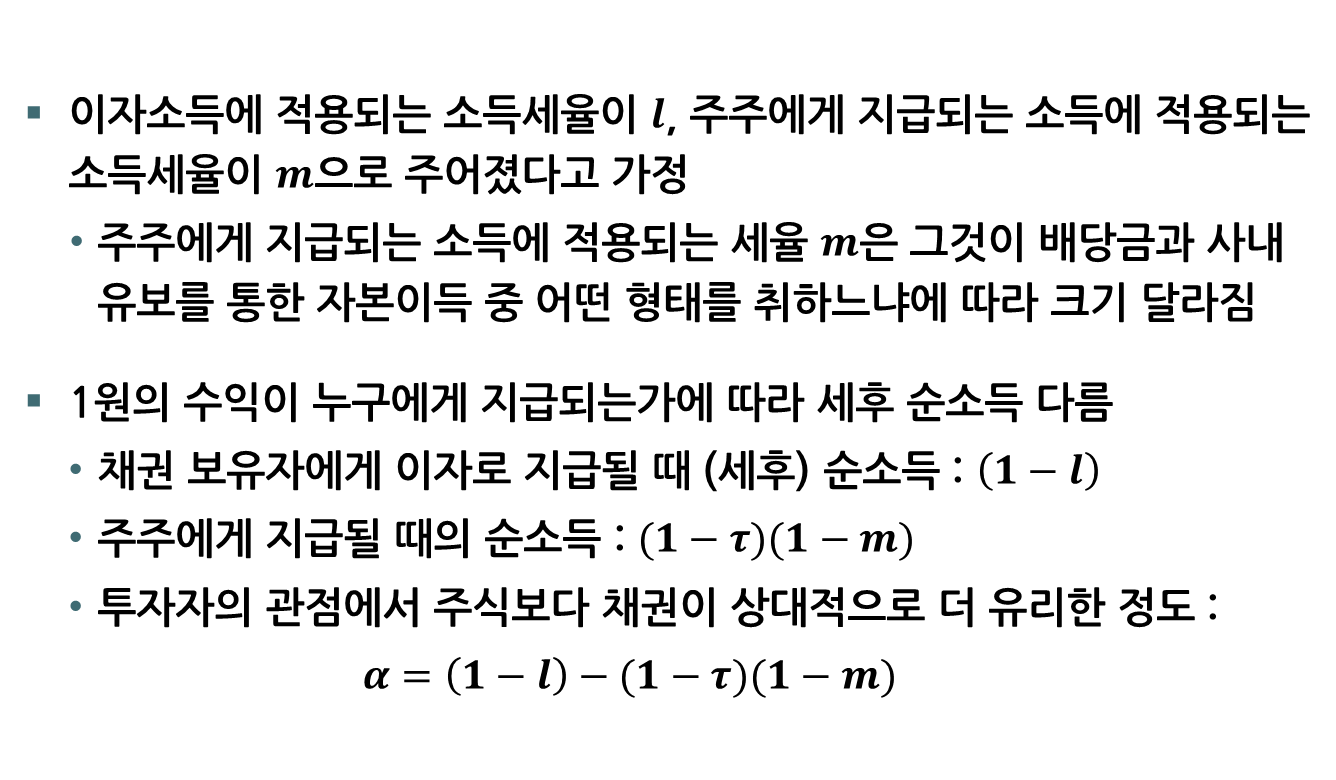 ▪ 이자소득에 적용되는 소득세율이 l, 주주에게 지급되는 소득에 적용되는
소득세율이 m으로 주어졌다고 가정
• 주주에게 지급되는 소득에 적용되는 세율 m은 그것이 배당금과 사내
유보를 통한 자본이득 중 어떤 형태를 취하느냐에 따라 크기 달라짐
▪ 1원의 수익이 누구에게 지급되는가에 따라 세후 순소득 다름
• 채권 보유자에게 이자로 지급될 때 (세후) 순소득 : (1 − l)
• 주주에게 지급될 때의 순소득 : (1 − τ)(1 − m)
• 투자자의 관점에서 주식보다 채권이 상대적으로 더 유리한 정도 :
α = (1 − l) − (1 − τ)(1 − m)